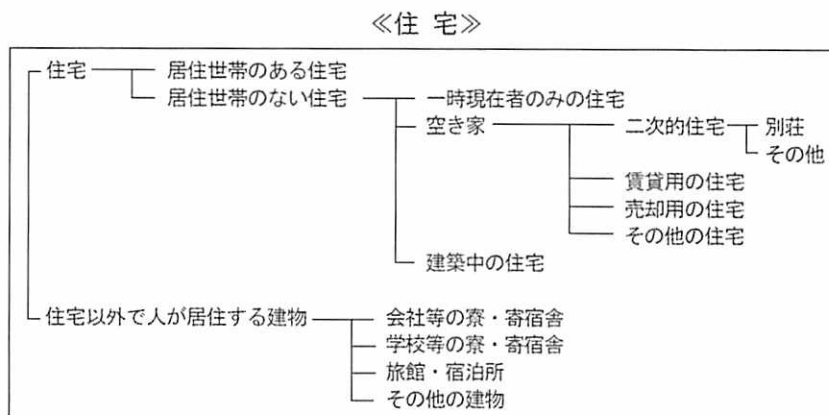 ≪住 宅≫
住宅 居住世帯のある住宅
居住世帯のない住宅 一時現在者のみの住宅
空き家 二次的住宅 別荘
その他
賃貸用の住宅
売却用の住宅
その他の住宅
建築中の住宅
住宅以外で人が居住する建物 会社等の寮・寄宿舎
学校等の寮・寄宿舎
旅館・宿泊所
その他の建物